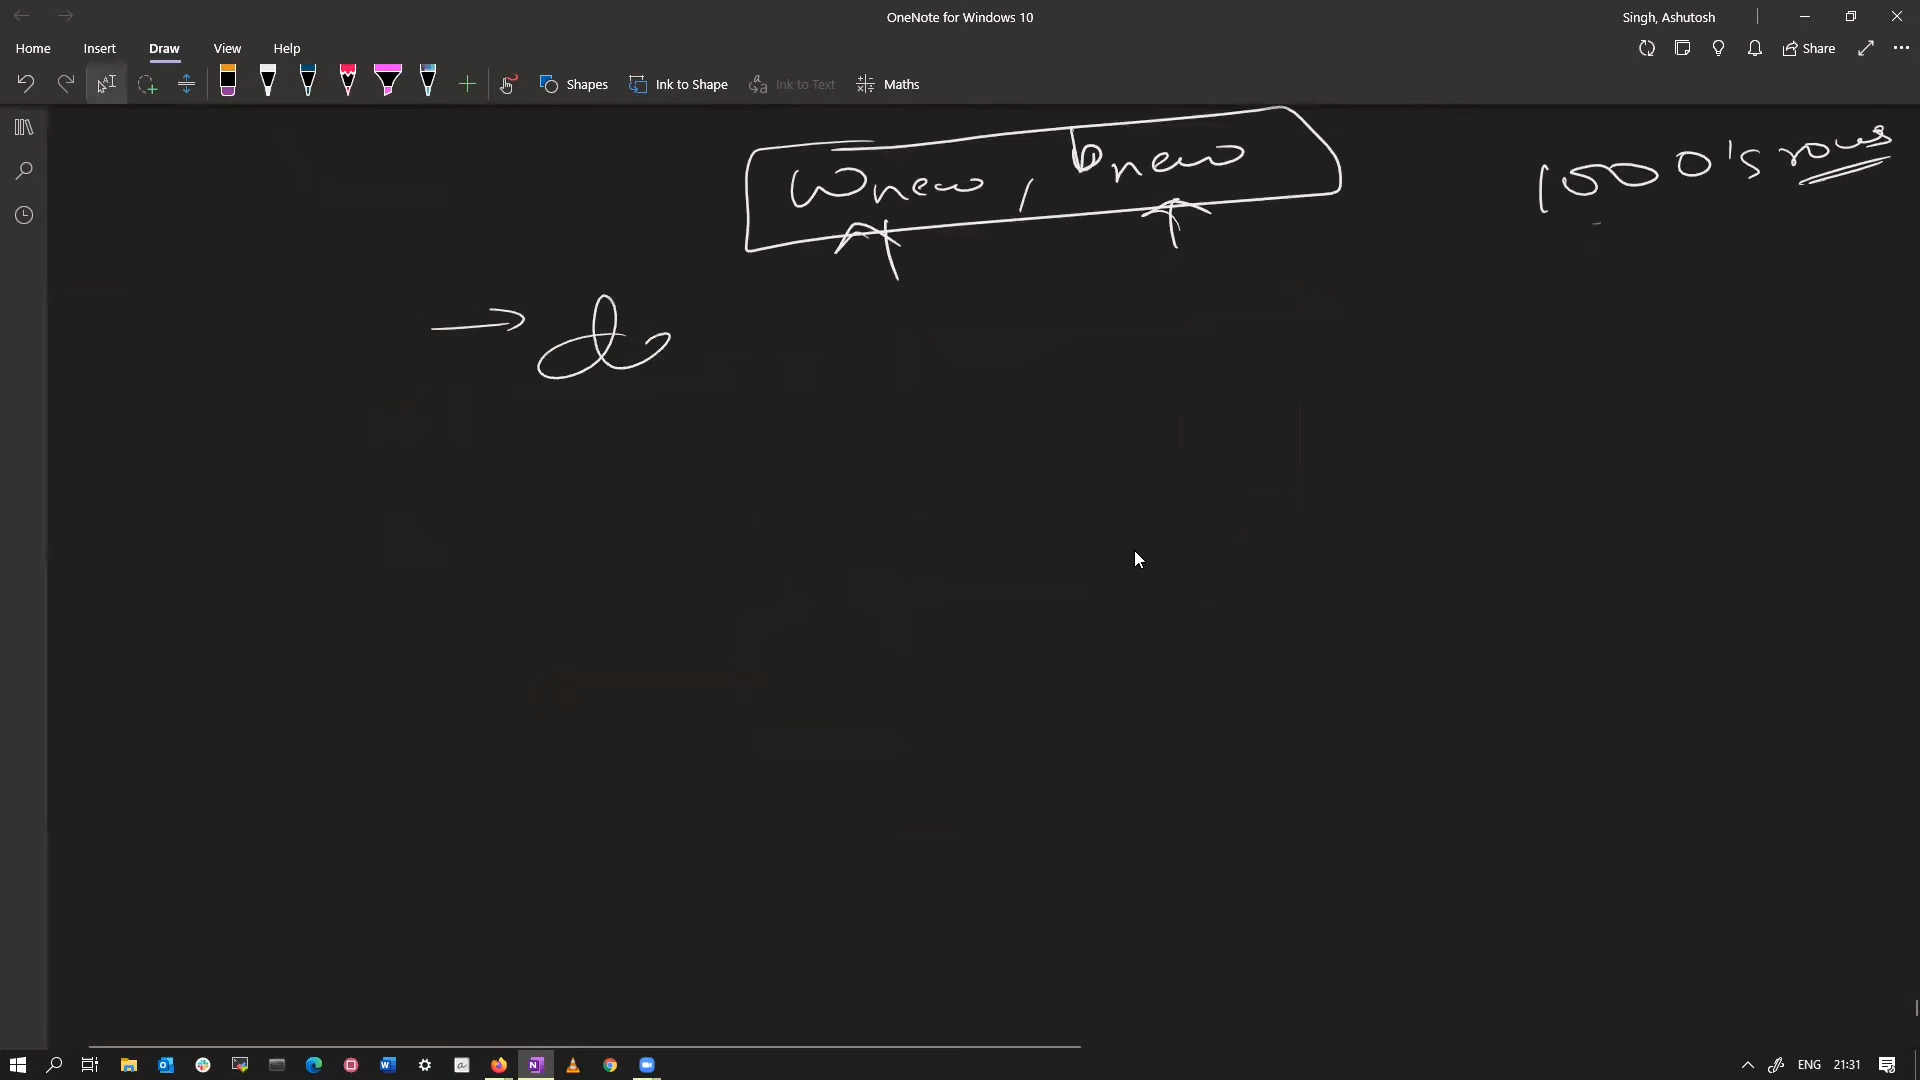 OneNote for Windows 10
Singh, Ashutosh
Home Insert Draw View Help
Share
Shapes Ink to Shape Ink to Text Maths
wnew, bnew
1000's rows
→ do
ENG 21:31